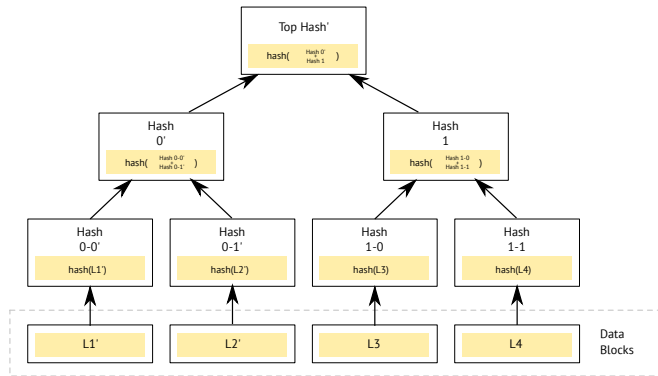 Top Hash'
hash( Hash 0' + Hash 1 )
Hash
0'
hash( Hash 0-0' + Hash 0-1' )
Hash
1
hash( Hash 1-0 + Hash 1-1 )
Hash
0-0'
hash(L1')
Hash
0-1'
hash(L2')
Hash
1-0
hash(L3)
Hash
1-1
hash(L4)
L1'
L2'
L3
L4
Data
Blocks